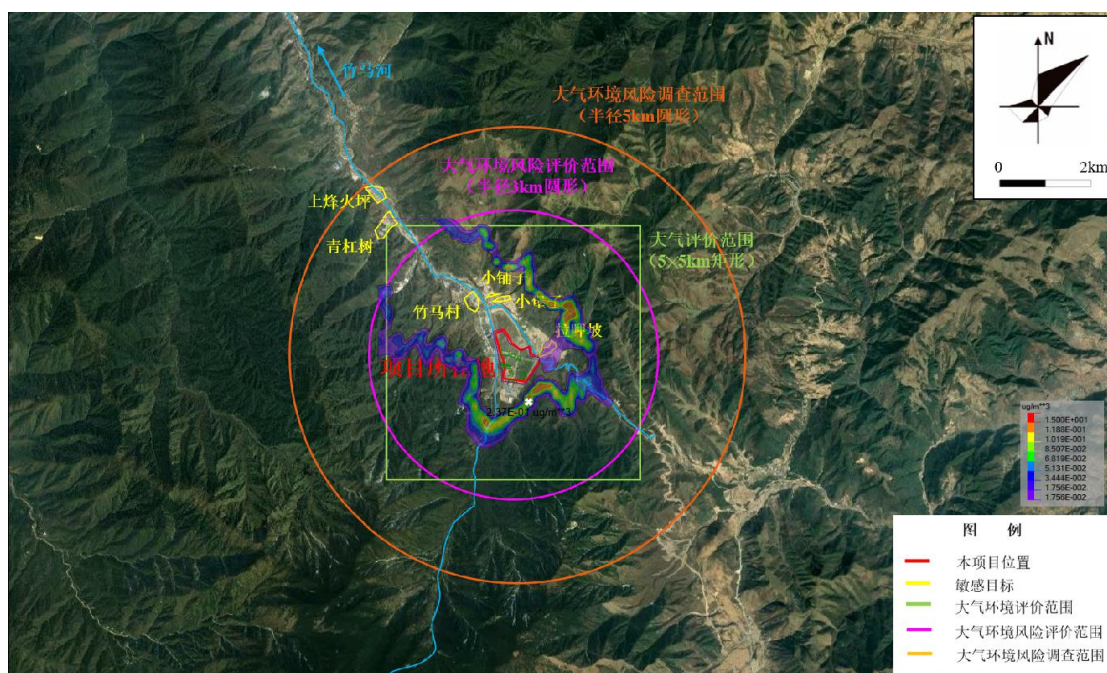 竹马河
大气环境风险调查范围
（半径5km圆形）
大气环境风险评价范围
（半径3km圆形）
大气评价范围
（5×5km矩形）
上烽火坪
青杠树
小铺子
竹马村
项目所在地
2.37E-01 ug/m**3
N
0
2km
ug/m**3
1.500E+001
1.188E-001
1.019E-001
8.507E-002
6.819E-002
5.131E-002
3.444E-002
1.756E-002
1.756E-002
图 例
本项目位置
敏感目标
大气环境评价范围
大气环境风险评价范围
大气环境风险调查范围